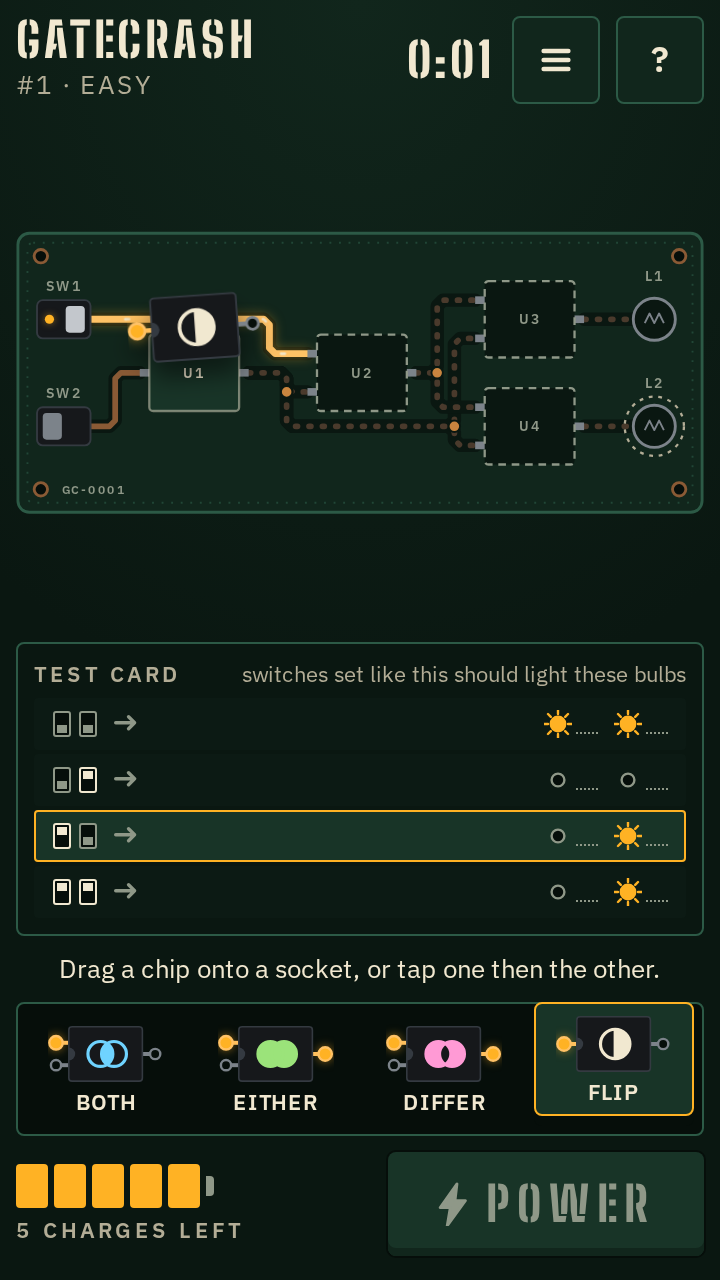 GATECRASH
#1 · EASY
0:01
?
SW1
SW2
U1
U2
U3
U4
L1
L2
GC-0001
TEST CARD
switches set like this should light these bulbs
Drag a chip onto a socket, or tap one then the other.
BOTH
EITHER
DIFFER
FLIP
5 CHARGES LEFT
POWER